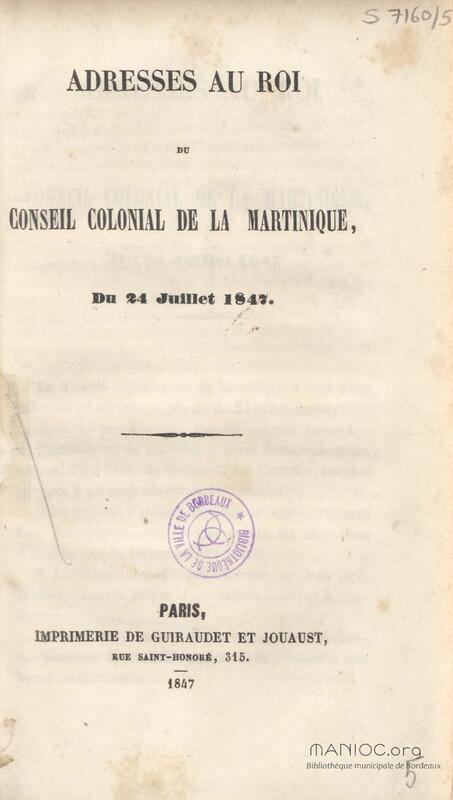 S 7160/5
ADRESSES AU ROI
DU
CONSEIL COLONIAL DE LA MARTINIQUE,
Du 24 Juillet 1847.
BIBLIOTHÈQUE DE LA VILLE DE BORDEAUX
PARIS,
IMPRIMERIE DE GUIRAUDET ET JOUAUST,
RUE SAINT-HONORÉ, 315.
1847
MANIOC.org
Bibliothèque municipale de Bordeaux
5